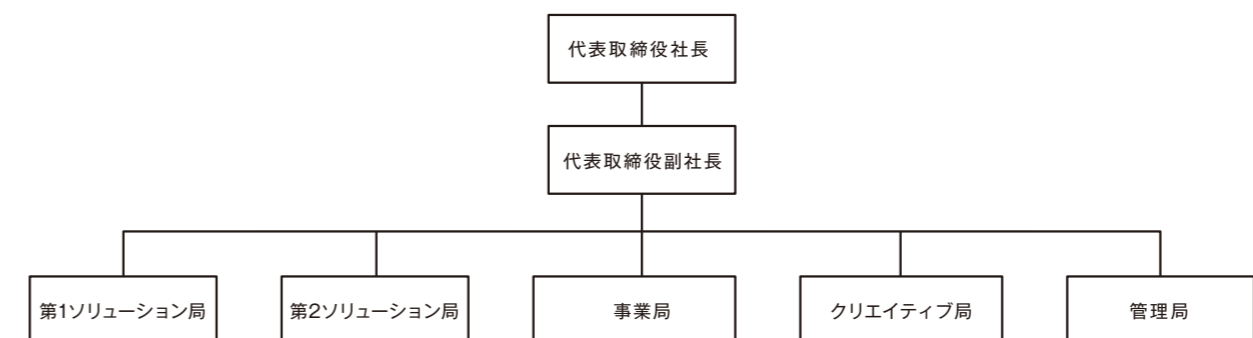 代表取締役社長
代表取締役副社長
第1ソリューション局
第2ソリューション局
事業局
クリエイティブ局
管理局